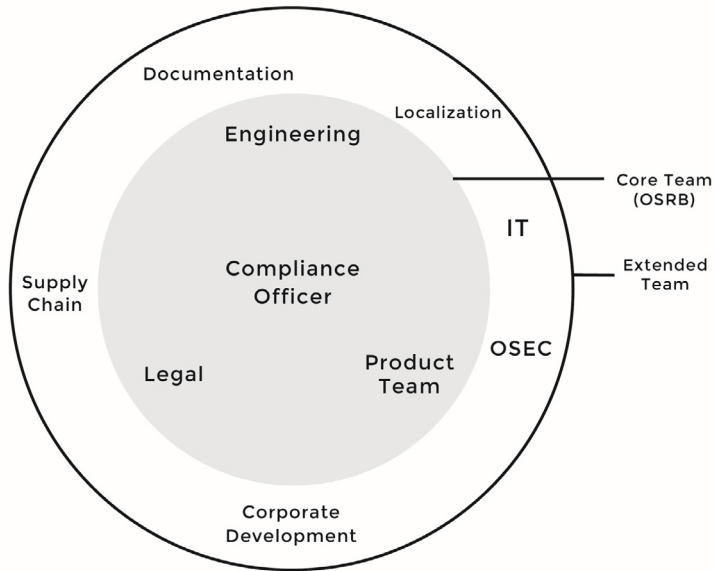 Documentation
Localization
Engineering
Core Team
(OSRB)
IT
Compliance
Officer
Extended
Team
Supply
Chain
OSEC
Legal
Product
Team
Corporate
Development